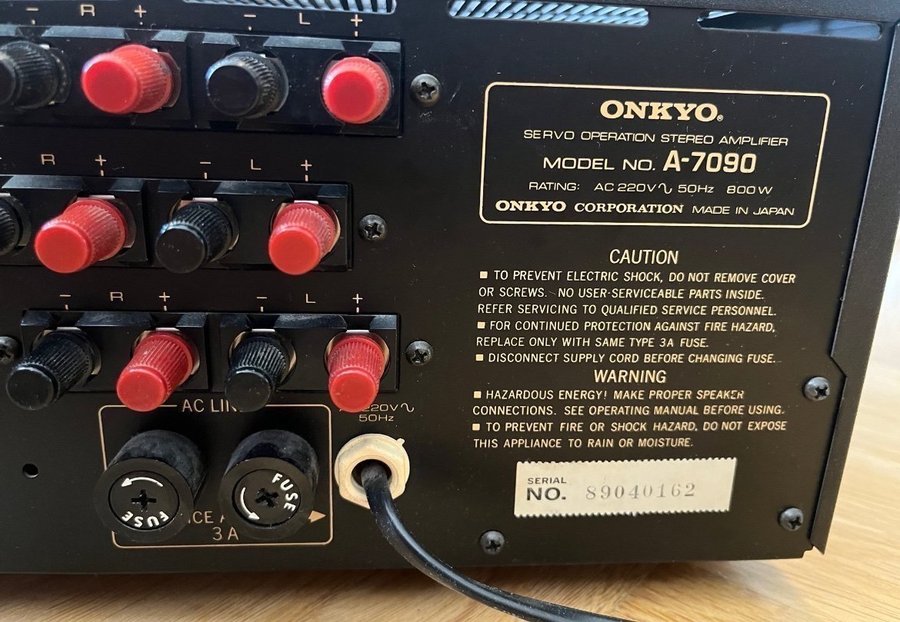 - L +
R +
- L +
R +
- L +
- R +
- L +
ONKYO®
SERVO OPERATION STEREO AMPLIFIER
MODEL NO. A-7090
RATING: AC 220V∿ 50Hz 800W
ONKYO CORPORATION MADE IN JAPAN
CAUTION
■ TO PREVENT ELECTRIC SHOCK, DO NOT REMOVE COVER
OR SCREWS. NO USER-SERVICEABLE PARTS INSIDE.
REFER SERVICING TO QUALIFIED SERVICE PERSONNEL.
■ FOR CONTINUED PROTECTION AGAINST FIRE HAZARD,
REPLACE ONLY WITH SAME TYPE 3A FUSE.
■ DISCONNECT SUPPLY CORD BEFORE CHANGING FUSE.
WARNING
■ HAZARDOUS ENERGY! MAKE PROPER SPEAKER
CONNECTIONS. SEE OPERATING MANUAL BEFORE USING.
■ TO PREVENT FIRE OR SHOCK HAZARD, DO NOT EXPOSE
THIS APPLIANCE TO RAIN OR MOISTURE.
AC
220V∿
50Hz
FUSE
FUSE
3A
SERIAL
NO. 89040162